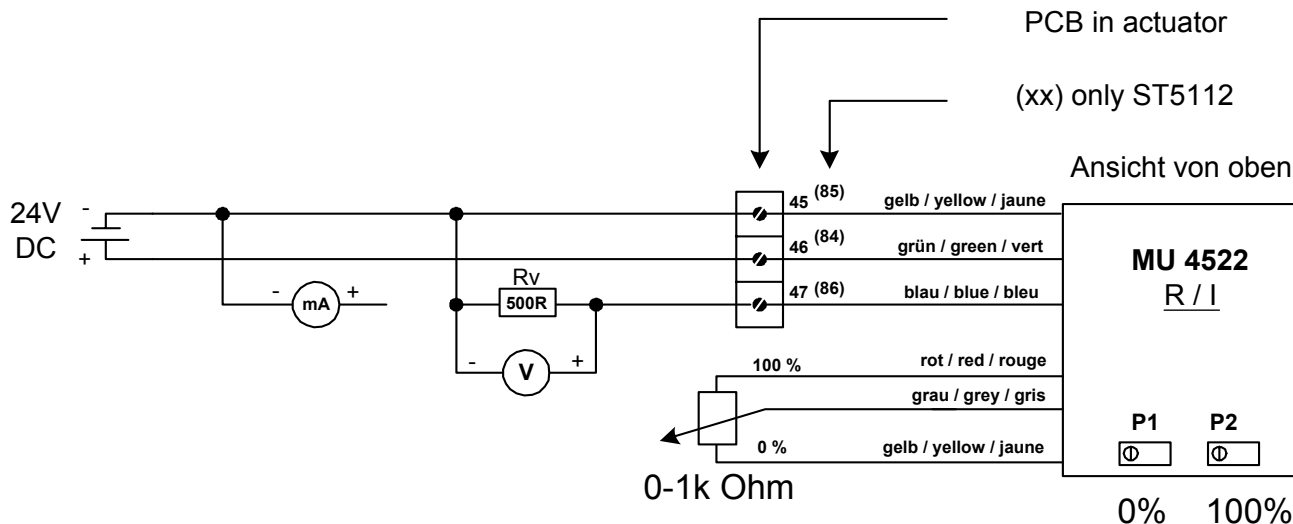 PCB in actuator
(xx) only ST5112
Ansicht von oben
24V
DC
-
+
45 (85) gelb / yellow / jaune
46 (84) grün / green / vert
47 (86) blau / blue / bleu
MU 4522
R / I
Rv
500R
- mA +
- V +
100 % rot / red / rouge
grau / grey / gris
0 % gelb / yellow / jaune
0-1k Ohm
P1 P2
0% 100%